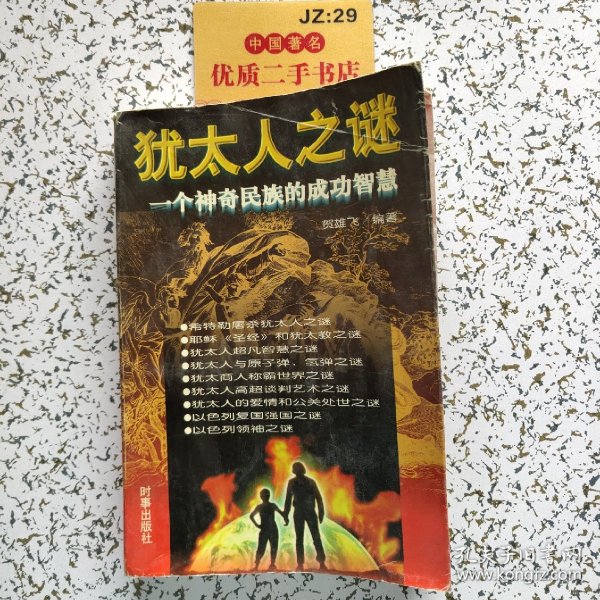 JZ:29
中国著名
优质二手书店
犹太人之谜
一个神奇民族的成功智慧
贺雄飞 编著
●希特勒屠杀犹太人之谜
●耶稣《圣经》和犹太教之谜
●犹太人超凡智慧之谜
●犹太人与原子弹、氢弹之谜
●犹太商人称霸世界之谜
●犹太人高超谈判艺术之谜
●犹太人的爱情和公关处世之谜
●以色列复国强国之谜
●以色列领袖之谜
时事出版社
孔夫子旧书网
www.kongfz.com